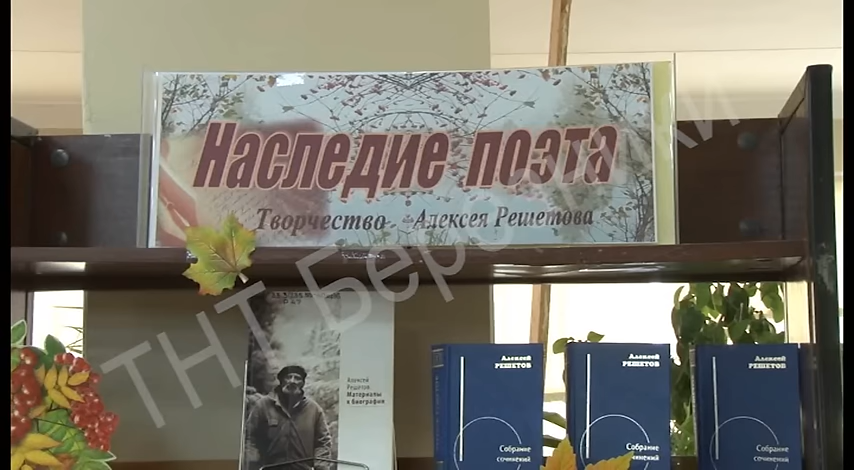 Наследие поэта
Творчество Алексея Решетова
ТНТ Березники
Алексей
Решетов
Материалы
к биографии
Алексей
РЕШЕТОВ
Собрание
сочинений
Алексей
РЕШЕТОВ
Собрание
сочинений
Алексей
РЕШЕТОВ
Собрание
сочинений